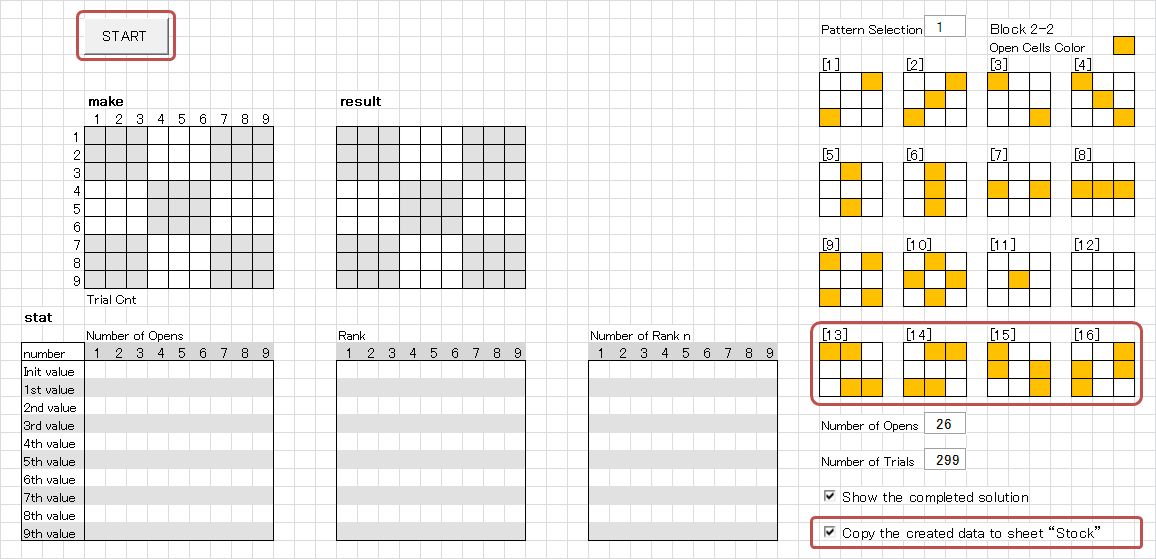 START
Pattern Selection 1 Block 2-2
Open Cells Color
[1] [2] [3] [4]
make result
1 2 3 4 5 6 7 8 9
1
2
3
4
5
6
7
8
9
[5] [6] [7] [8]
[9] [10] [11] [12]
Trial Cnt
stat
Number of Opens Rank Number of Rank n
number 1 2 3 4 5 6 7 8 9 1 2 3 4 5 6 7 8 9 1 2 3 4 5 6 7 8 9
Init value
1st value
2nd value
3rd value
4th value
5th value
6th value
7th value
8th value
9th value
[13] [14] [15] [16]
Number of Opens 26
Number of Trials 299
Show the completed solution
Copy the created data to sheet “Stock”